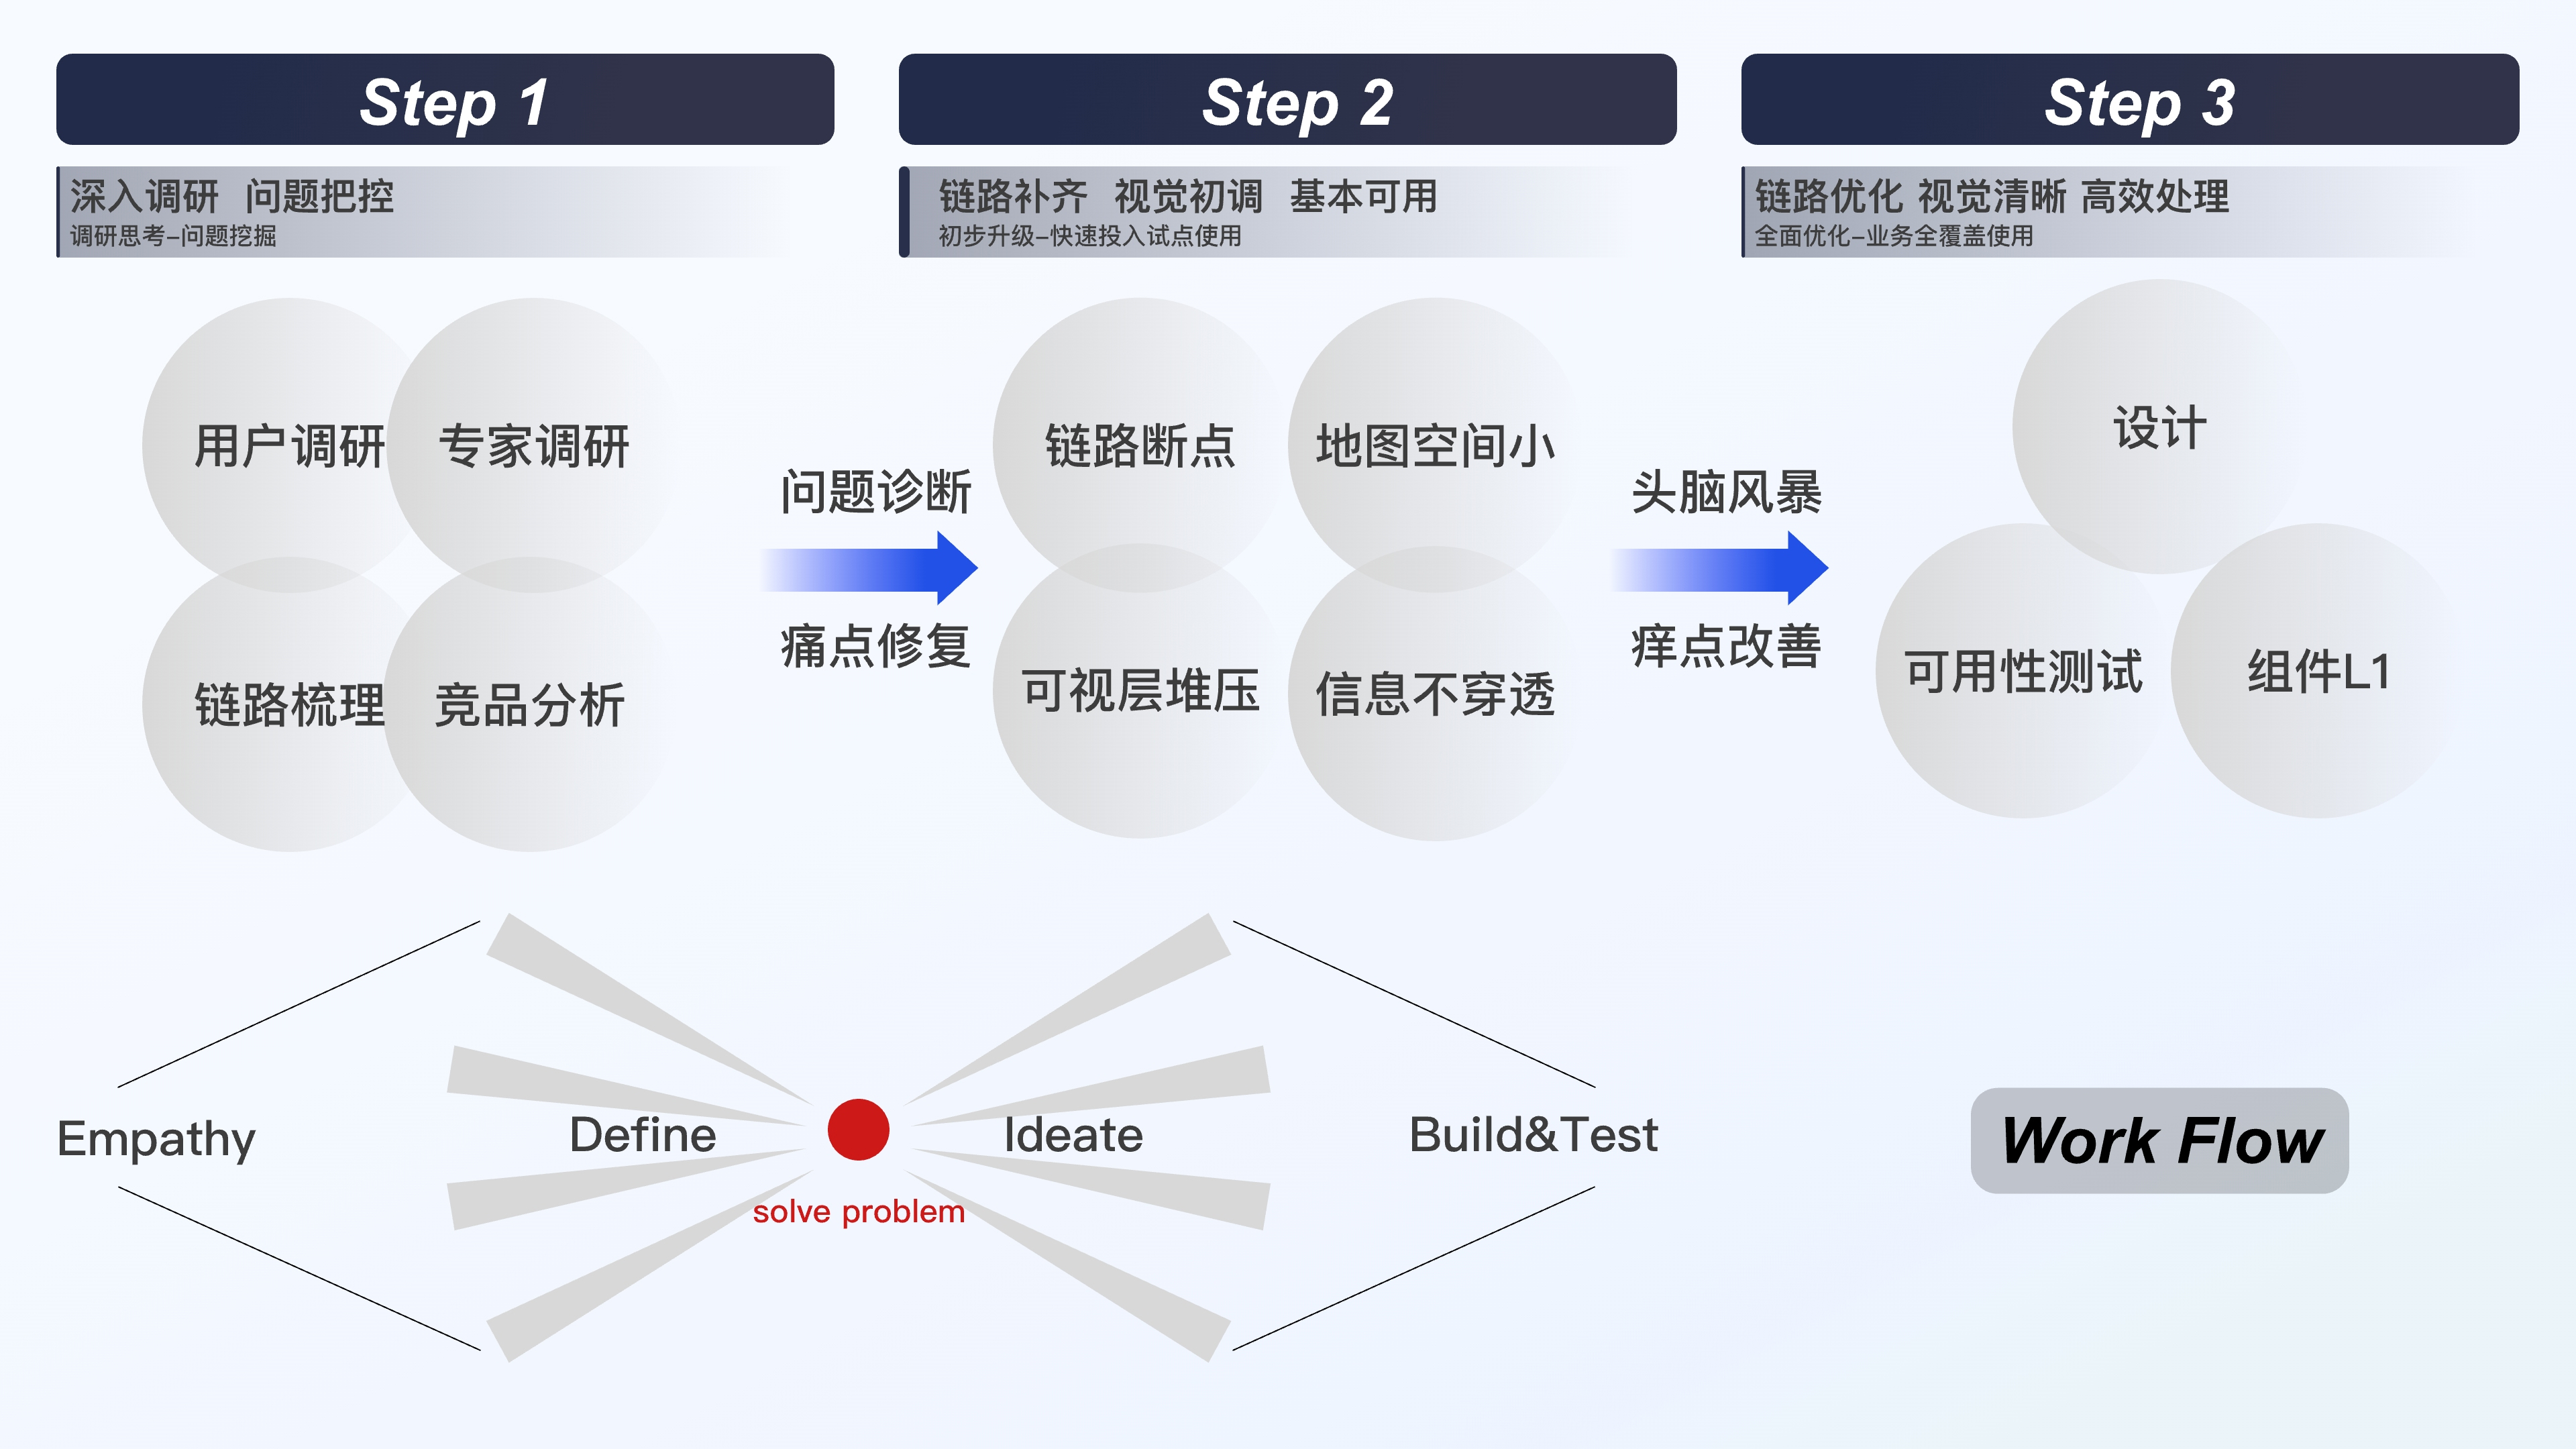 Step 1
深入调研 问题把控
调研思考–问题挖掘
用户调研
专家调研
链路梳理
竞品分析
问题诊断
痛点修复
Step 2
链路补齐 视觉初调 基本可用
初步升级–快速投入试点使用
链路断点
地图空间小
可视层堆压
信息不穿透
头脑风暴
痒点改善
Step 3
链路优化 视觉清晰 高效处理
全面优化–业务全覆盖使用
设计
可用性测试
组件L1
Empathy
Define
solve problem
Ideate
Build&Test
Work Flow